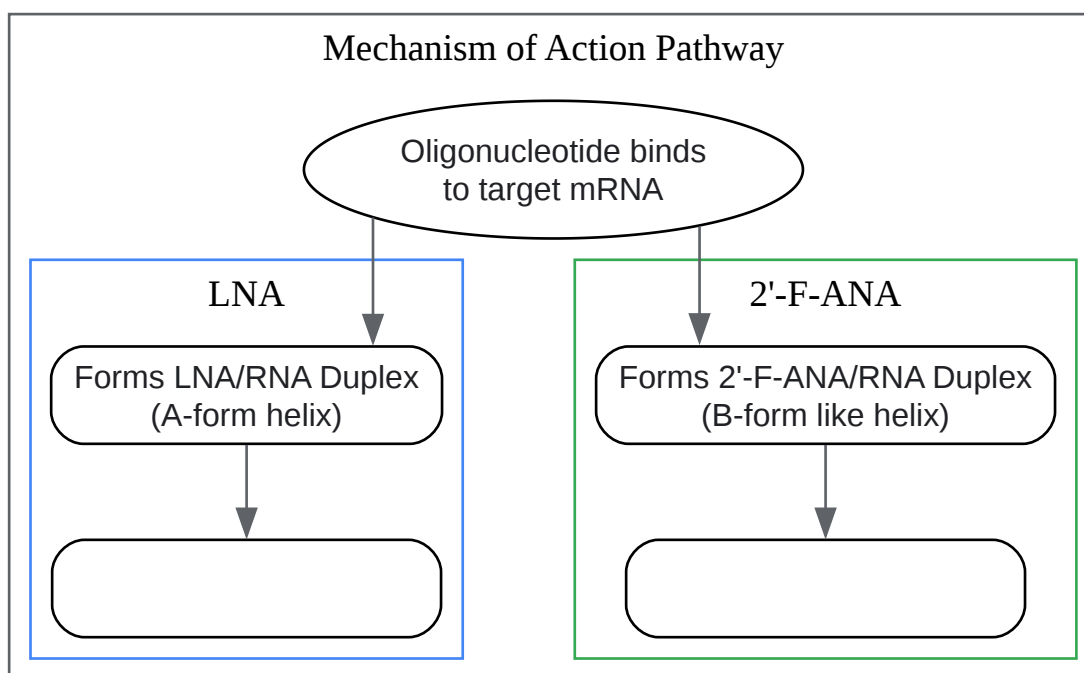 Mechanism of Action Pathway
Oligonucleotide binds
to target mRNA
LNA
Forms LNA/RNA Duplex
(A-form helix)
2'-F-ANA
Forms 2'-F-ANA/RNA Duplex
(B-form like helix)